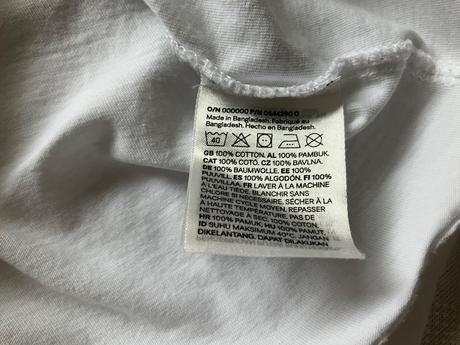 O/N 000000 P/N 0544290 0
Made in Bangladesh. Fabriqué au
Bangladesh. Hecho en Bangladesh.
40
GB 100% COTTON. AL 100% PAMBUK.
CAT 100% COTÓ. CZ 100% BAVLNA.
DE 100% BAUMWOLLE. EE 100%
PUUVILL. ES 100% ALGODÓN. FI 100%
PUUVILLAA. FR LAVER À LA MACHINE
À L'EAU TIÈDE. BLANCHIR SANS
CHLORE SI NÉCESSAIRE. SÉCHER À LA
MACHINE CYCLE MOYEN. REPASSER
À HAUTE TEMPÉRATURE. PAS DE
NETTOYAGE À SEC. 100% COTON.
HR 100% PAMUK. HU 100% PAMUT.
ID SUHU MAKSIMUM 40°C. JANGAN
DIKELANTANG. DAPAT DILAKUKAN